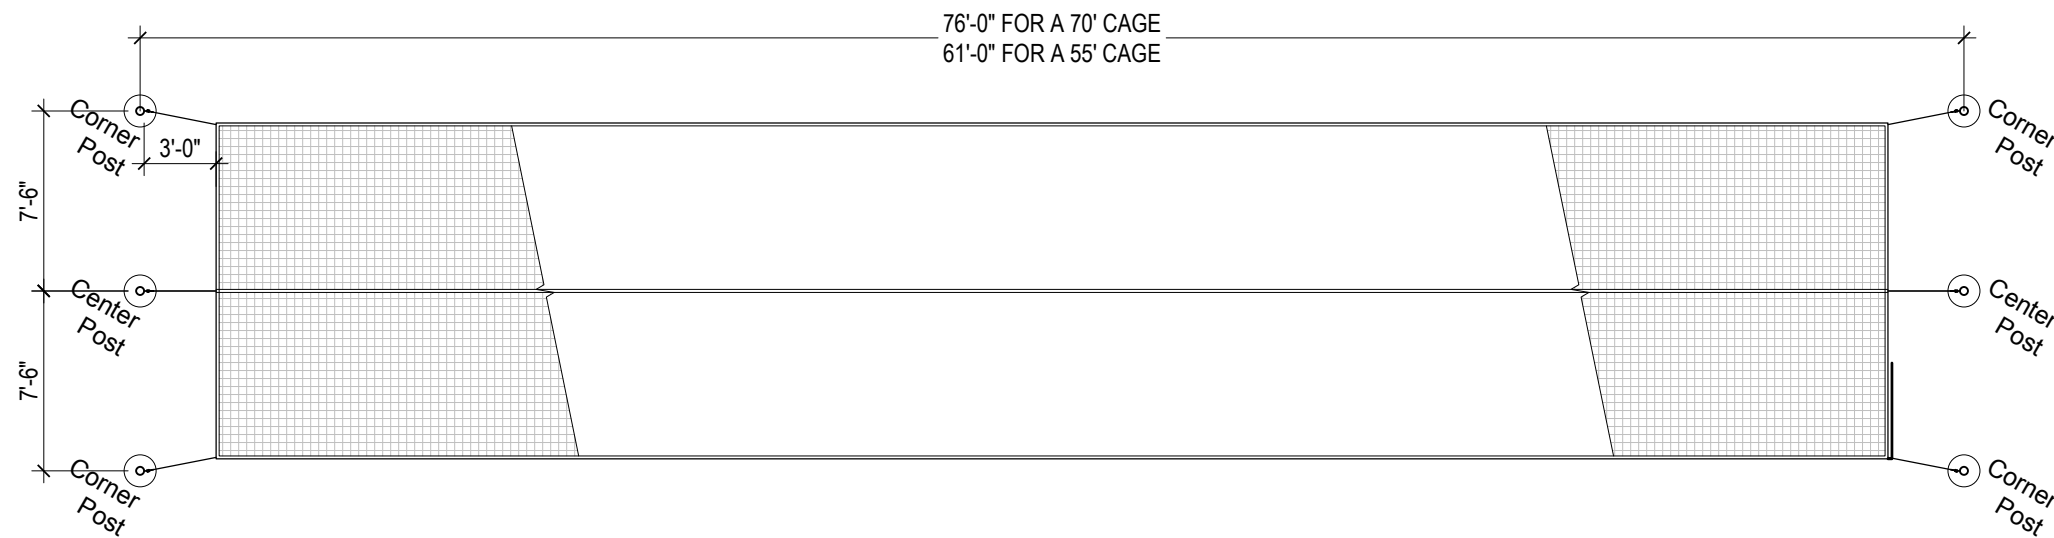 76'-0" FOR A 70' CAGE
61'-0" FOR A 55' CAGE
Corner
Post
3'-0"
7'-6"
Corner
Post
Center
Post
Center
Post
7'-6"
Corner
Post
Corner
Post